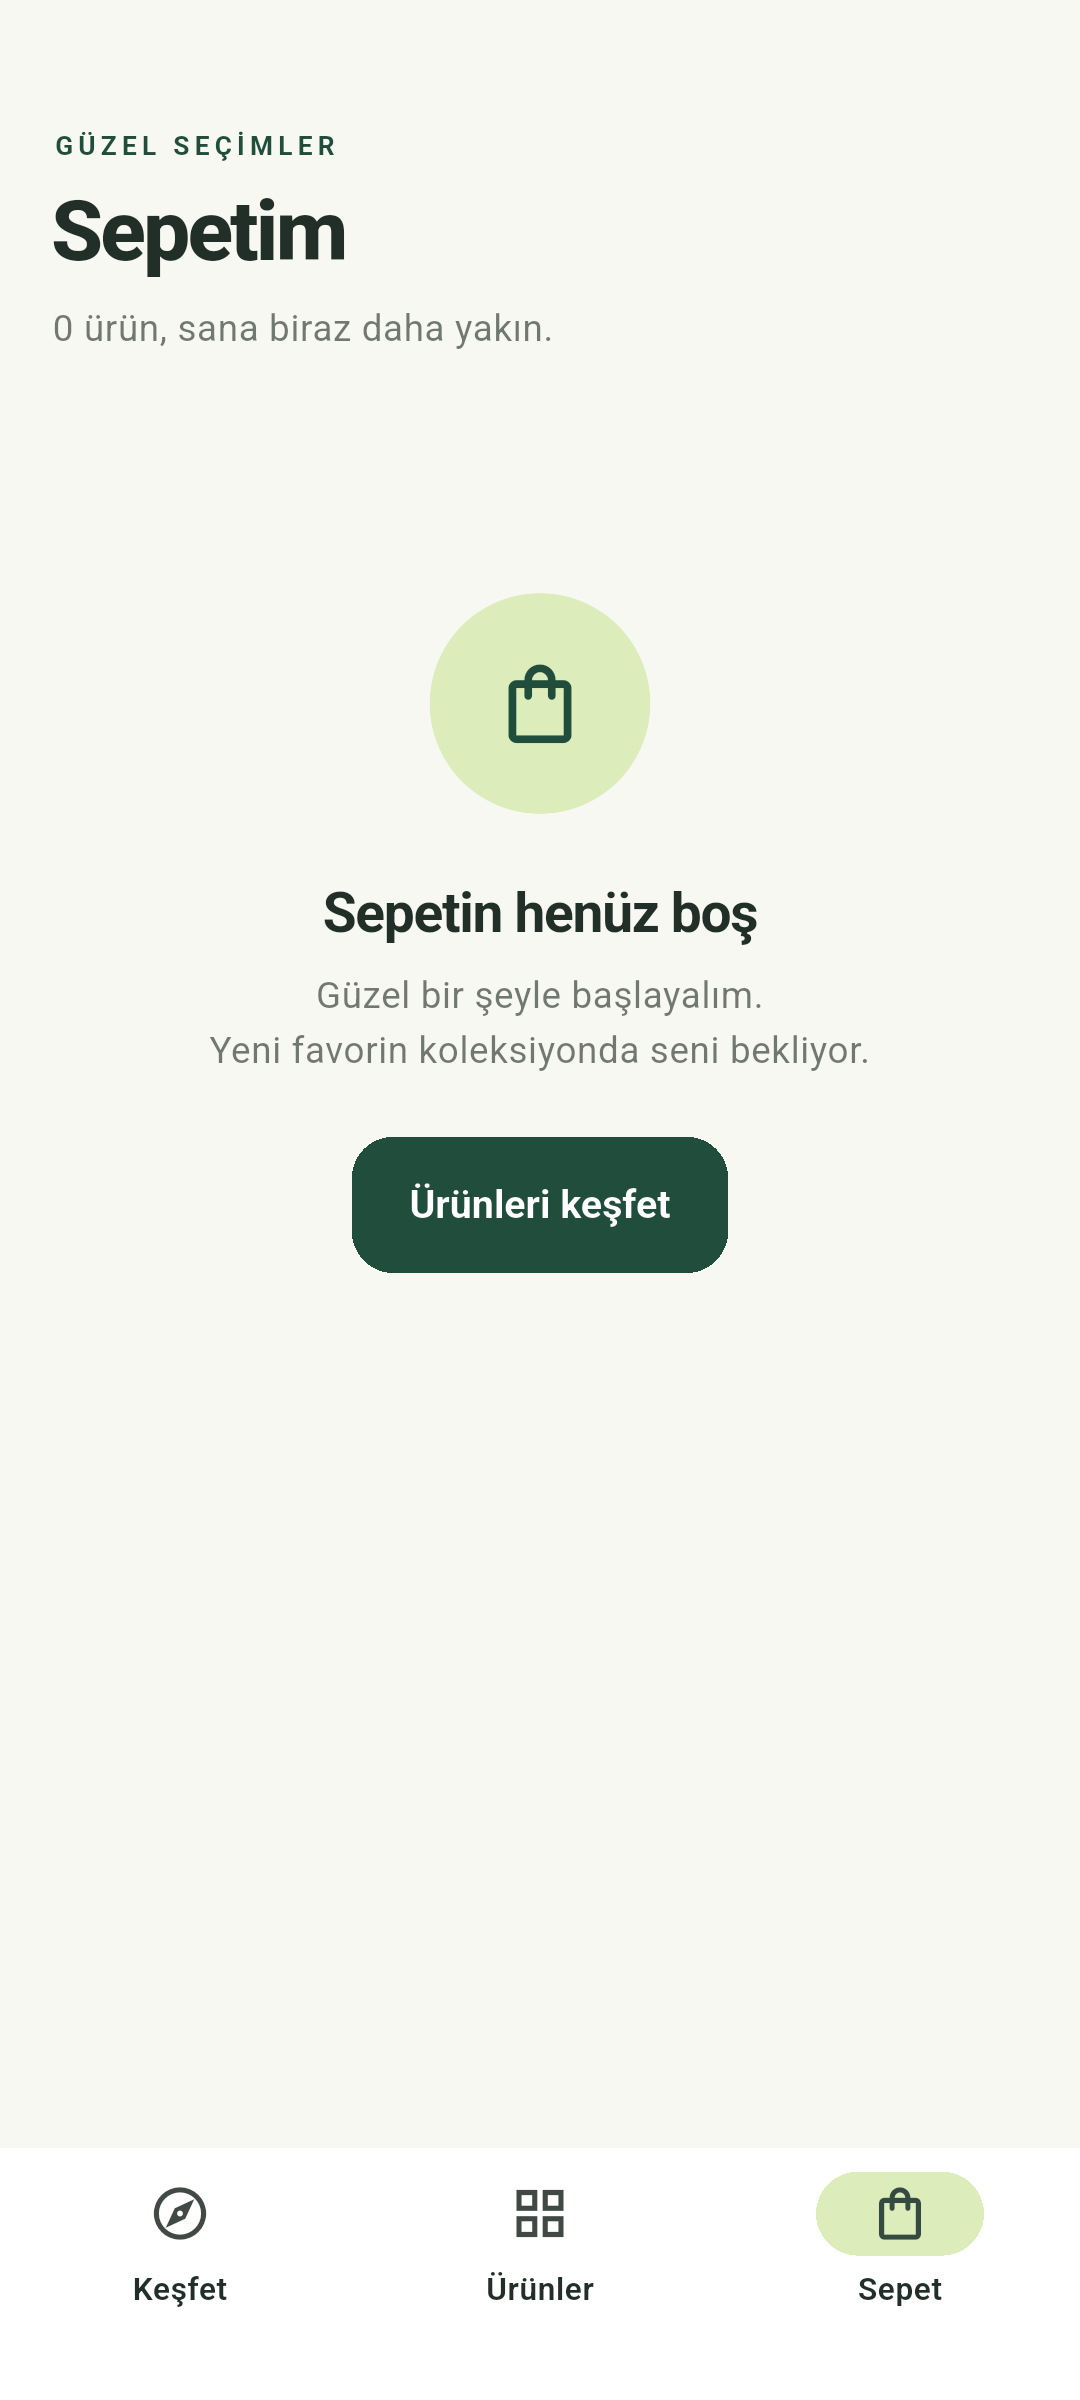 GÜZEL SEÇİMLER
Sepetim
0 ürün, sana biraz daha yakın.
Sepetin henüz boş
Güzel bir şeyle başlayalım.
Yeni favorin koleksiyonda seni bekliyor.
Ürünleri keşfet
Keşfet
Ürünler
Sepet